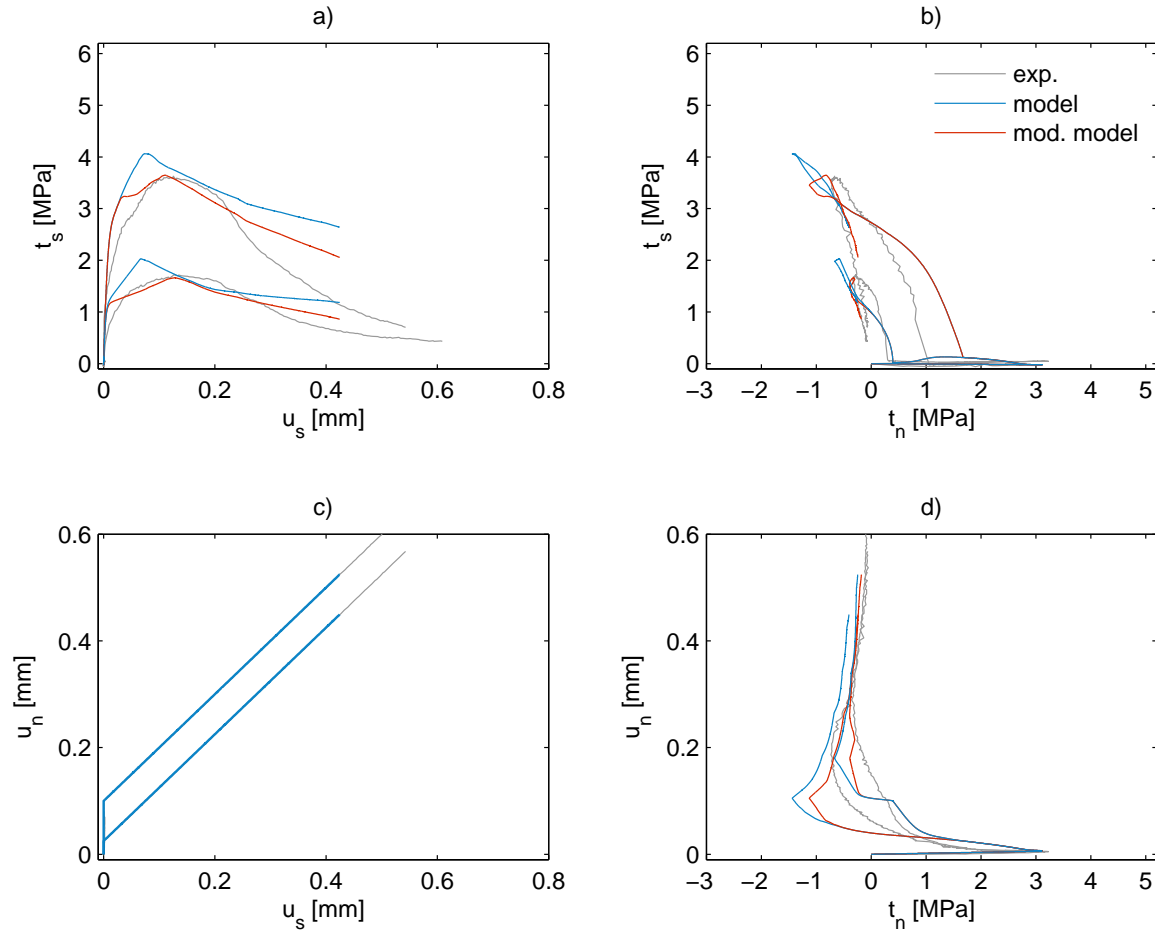 a)
6
5
4
3
2
1
0
t_s [MPa]
0 0.2 0.4 0.6 0.8
u_s [mm]
b)
exp.
model
mod. model
6
5
4
3
2
1
0
t_s [MPa]
−3 −2 −1 0 1 2 3 4 5
t_n [MPa]
c)
0.6
0.4
0.2
0
u_n [mm]
0 0.2 0.4 0.6 0.8
u_s [mm]
d)
0.6
0.4
0.2
0
u_n [mm]
−3 −2 −1 0 1 2 3 4 5
t_n [MPa]